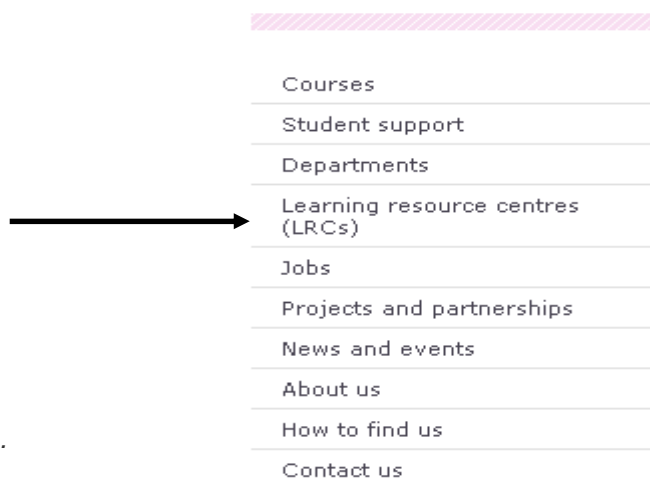 Courses
Student support
Departments
Learning resource centres
(LRCs)
Jobs
Projects and partnerships
News and events
About us
How to find us
.
Contact us